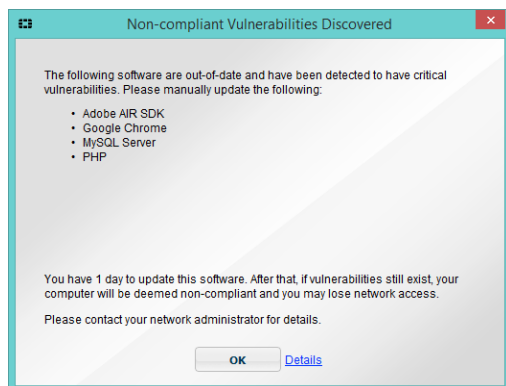 Non-compliant Vulnerabilities Discovered
The following software are out-of-date and have been detected to have critical
vulnerabilities. Please manually update the following:
• Adobe AIR SDK
• Google Chrome
• MySQL Server
• PHP
You have 1 day to update this software. After that, if vulnerabilities still exist, your
computer will be deemed non-compliant and you may lose network access.
Please contact your network administrator for details.
OK Details